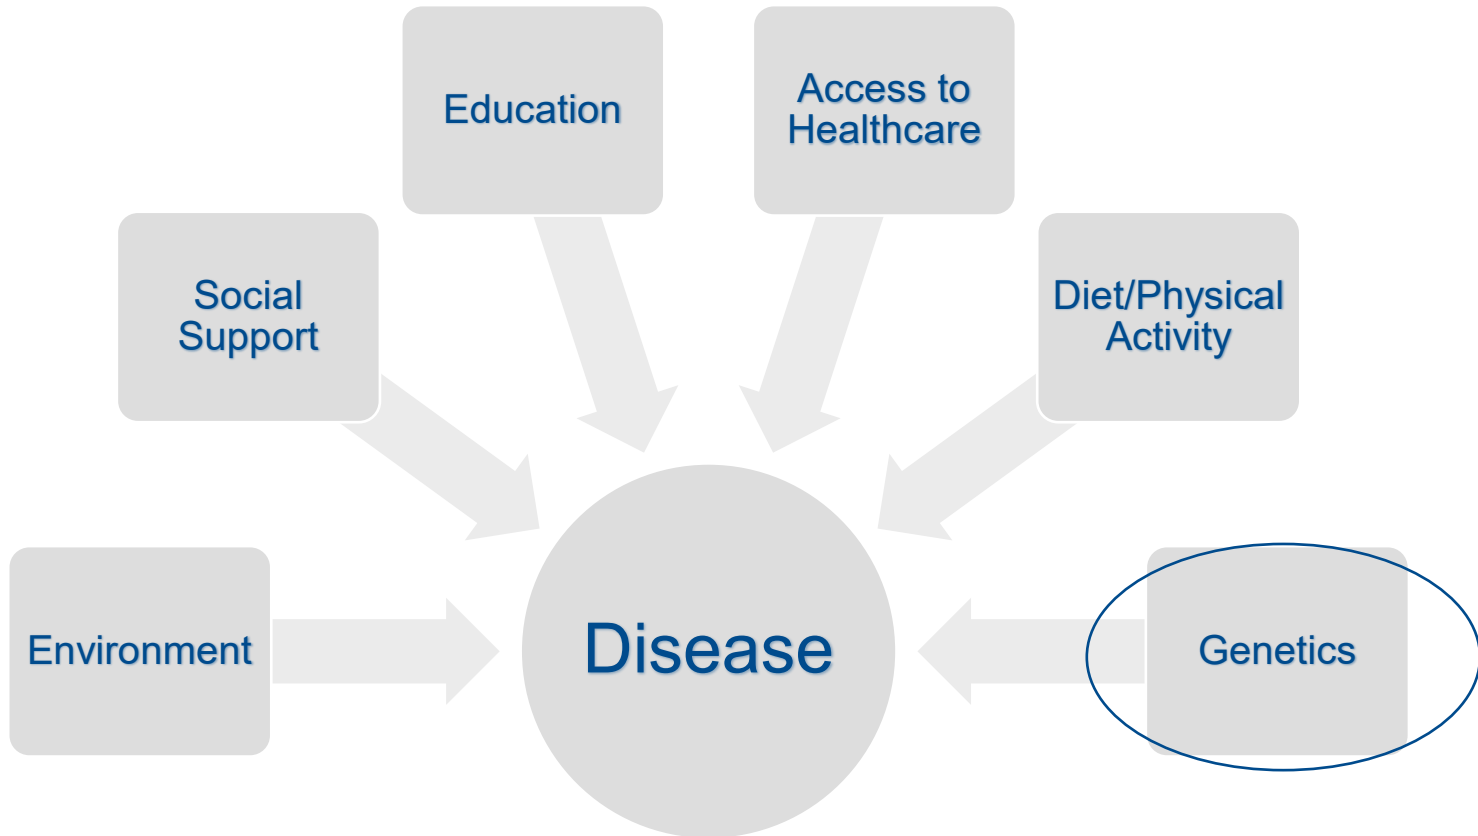 Education
Access to
Healthcare
Social
Support
Diet/Physical
Activity
Environment
Disease
Genetics